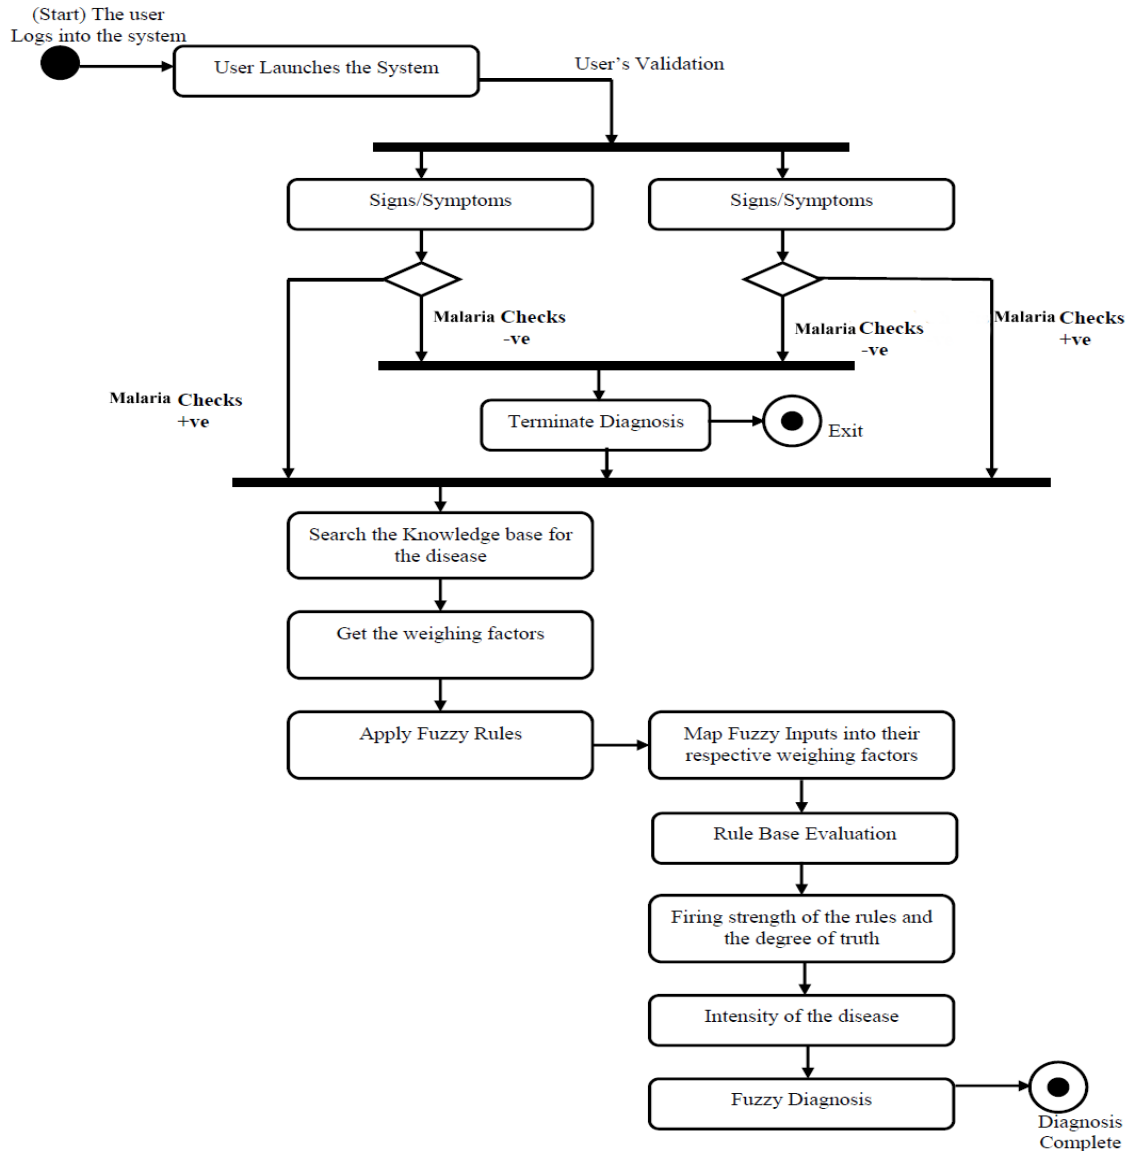 (Start) The user
Logs into the system
User Launches the System
User's Validation
Signs/Symptoms
Signs/Symptoms
Malaria Checks
-ve
Malaria Checks
-ve
Malaria Checks
+ve
Malaria Checks
+ve
Terminate Diagnosis
Exit
Search the Knowledge base for
the disease
Get the weighing factors
Apply Fuzzy Rules
Map Fuzzy Inputs into their
respective weighing factors
Rule Base Evaluation
Firing strength of the rules and
the degree of truth
Intensity of the disease
Fuzzy Diagnosis
Diagnosis
Complete